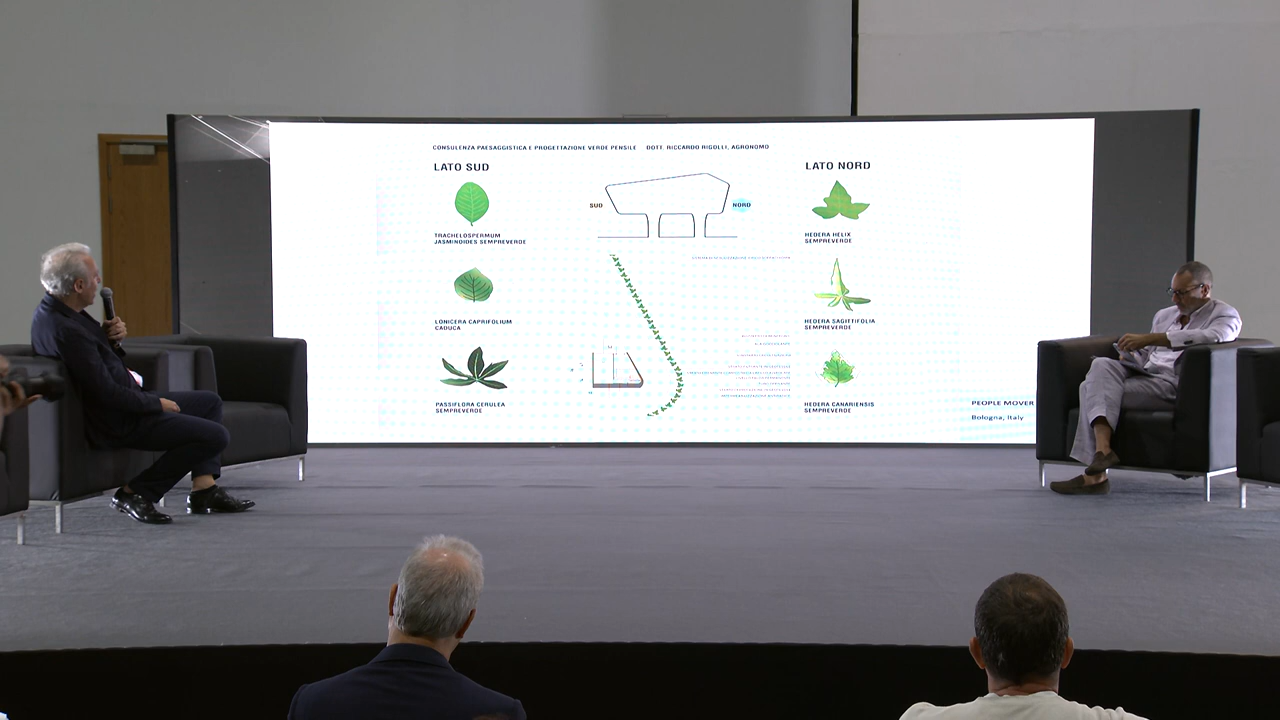 CONSULENZA PAESAGGISTICA E PROGETTAZIONE VERDE PENSILE DOTT. RICCARDO RIGOLLI, AGRONOMO
LATO SUD
TRACHELOSPERMUM
JASMINOIDES SEMPREVERDE
LONICERA CAPRIFOLIUM
CADUCA
PASSIFLORA CERULEA
SEMPREVERDE
SUD
NORD
LATO NORD
HEDERA HELIX
SEMPREVERDE
HEDERA SAGITTIFOLIA
SEMPREVERDE
HEDERA CANARIENSIS
SEMPREVERDE
PEOPLE MOVER
Bologna, Italy